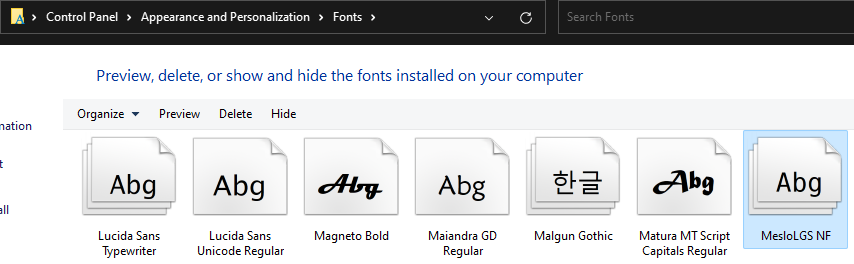 Control Panel > Appearance and Personalization > Fonts >
Search Fonts
Preview, delete, or show and hide the fonts installed on your computer
Organize Preview Delete Hide
mation
t
all
Abg Abg Abg Abg 한글 Abg Abg
Lucida Sans Typewriter
Lucida Sans Unicode Regular
Magneto Bold
Maiandra GD Regular
Malgun Gothic
Matura MT Script Capitals Regular
MesloLGS NF